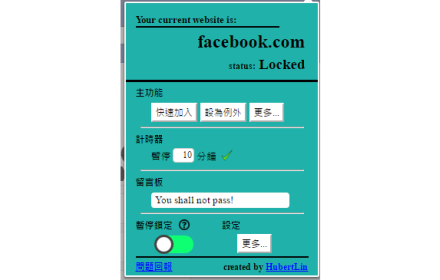 Your current website is:
facebook.com
status: Locked
主功能
快速加入 設為例外 更多...
計時器
暫停 10 分鐘
留言板
You shall not pass!
暫停鎖定 ? 設定
更多...
問題回報 created by HubertLin